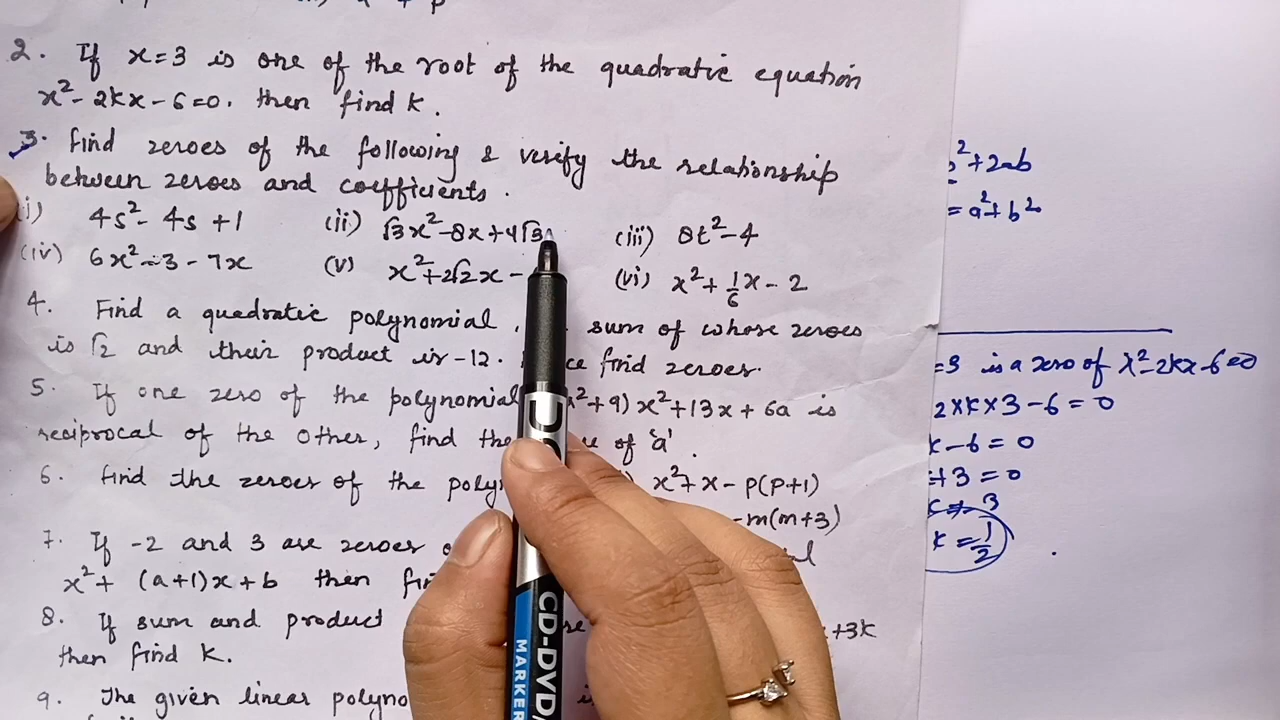 2. If x=3 is one of the root of the quadratic equation
x²- 2kx - 6=0. then find k.
3. Find zeroes of the following & verify the relationship
between zeroes and coefficients.
i) 4s²- 4s +1 (ii) √3x²-8x+4√3 (iii) 8t²-4
(iv) 6x²-3-7x (v) x²+2√2x- (vi) x²+ 1/6 x - 2
4. Find a quadratic polynomial, sum of whose zeroes
is √2 and their product is -12. find zeroes.
5. If one zero of the polynomial +9)x²+13x+6a is
reciprocal of the other, find the of 'a'.
6. Find the zeroes of the x²+x-p(p+1)
-m(m+3)
7. If -2 and 3 are zeroes
x²+ (a+1)x+b then
8. If sum and product +3k
then find k.
9. The given linear
²+2ab
= a²+b²
=3 is a zero of x²-2kx-6=0
2×k×3-6=0
k-6=0
+3=0
3
k=1/2
CD-DVD
MARKER